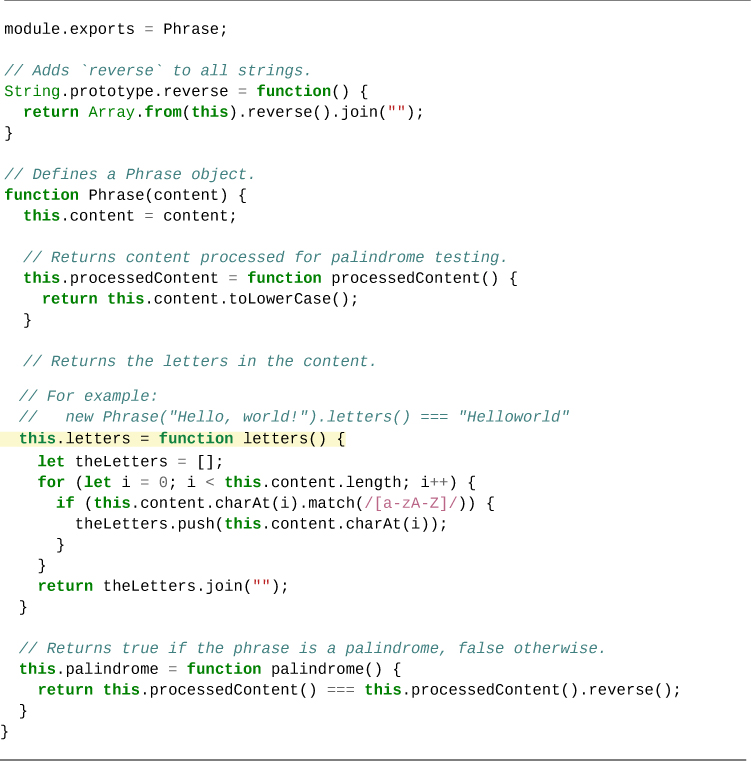 module.exports = Phrase;
// Adds `reverse` to all strings.
String.prototype.reverse = function() {
  return Array.from(this).reverse().join("");
}
// Defines a Phrase object.
function Phrase(content) {
  this.content = content;
  // Returns content processed for palindrome testing.
  this.processedContent = function processedContent() {
    return this.content.toLowerCase();
  }
  // Returns the letters in the content.
  // For example:
  //   new Phrase("Hello, world!").letters() === "Helloworld"
  this.letters = function letters() {
    let theLetters = [];
    for (let i = 0; i < this.content.length; i++) {
      if (this.content.charAt(i).match(/[a-zA-Z]/)) {
        theLetters.push(this.content.charAt(i));
      }
    }
    return theLetters.join("");
  }
  // Returns true if the phrase is a palindrome, false otherwise.
  this.palindrome = function palindrome() {
    return this.processedContent() === this.processedContent().reverse();
  }
}